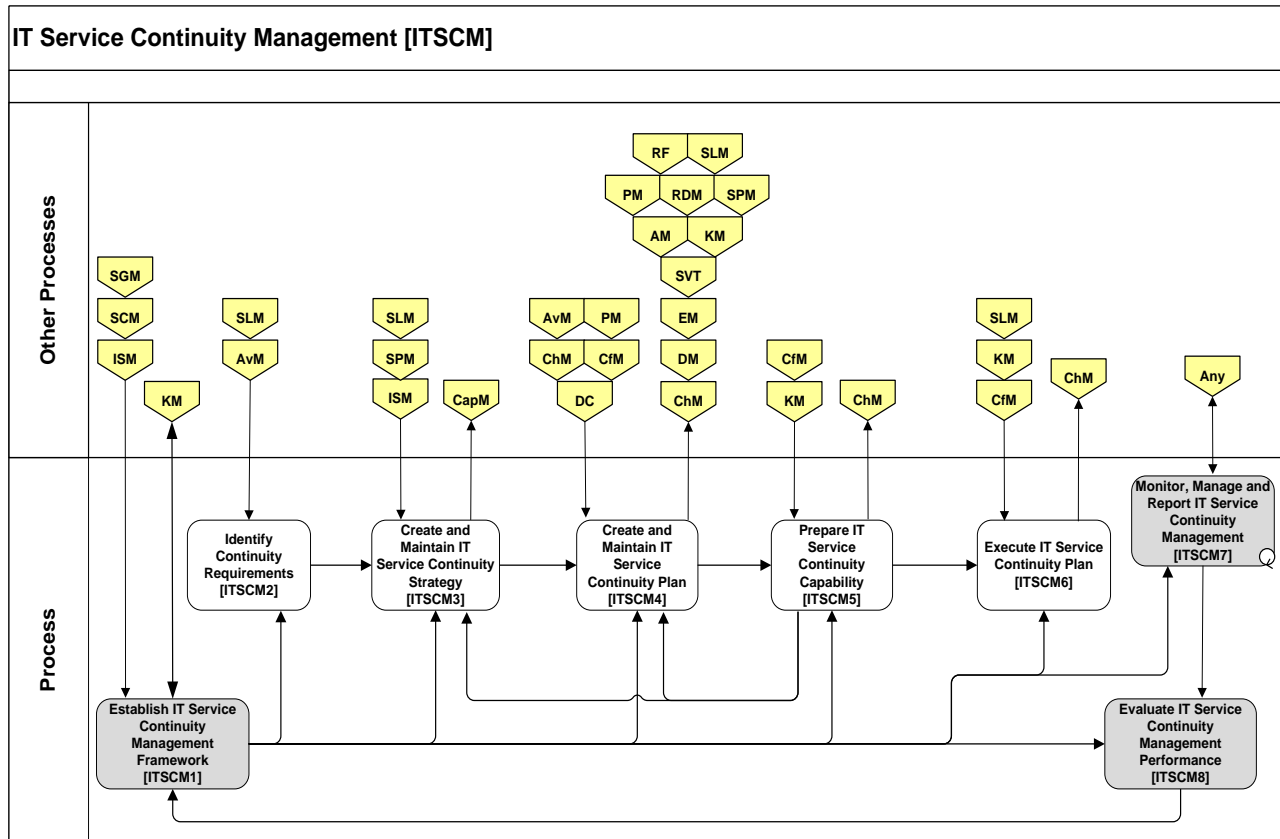 IT Service Continuity Management [ITSCM]
Other Processes
RF SLM
PM RDM SPM
AM KM
SGM
SVT
SCM
SLM
SLM
AvM PM
EM
SLM
ISM
AvM
SPM
ChM CfM
DM
CfM
KM
ChM
Any
KM
ISM
CapM
DC
ChM
KM
ChM
CfM
Process
Identify
Continuity
Requirements
[ITSCM2]
Create and
Maintain IT
Service Continuity
Strategy
[ITSCM3]
Create and
Maintain IT
Service
Continuity Plan
[ITSCM4]
Prepare IT
Service
Continuity
Capability
[ITSCM5]
Execute IT Service
Continuity Plan
[ITSCM6]
Monitor, Manage and
Report IT Service
Continuity
Management
[ITSCM7]
Establish IT Service
Continuity
Management
Framework
[ITSCM1]
Evaluate IT Service
Continuity
Management
Performance
[ITSCM8]